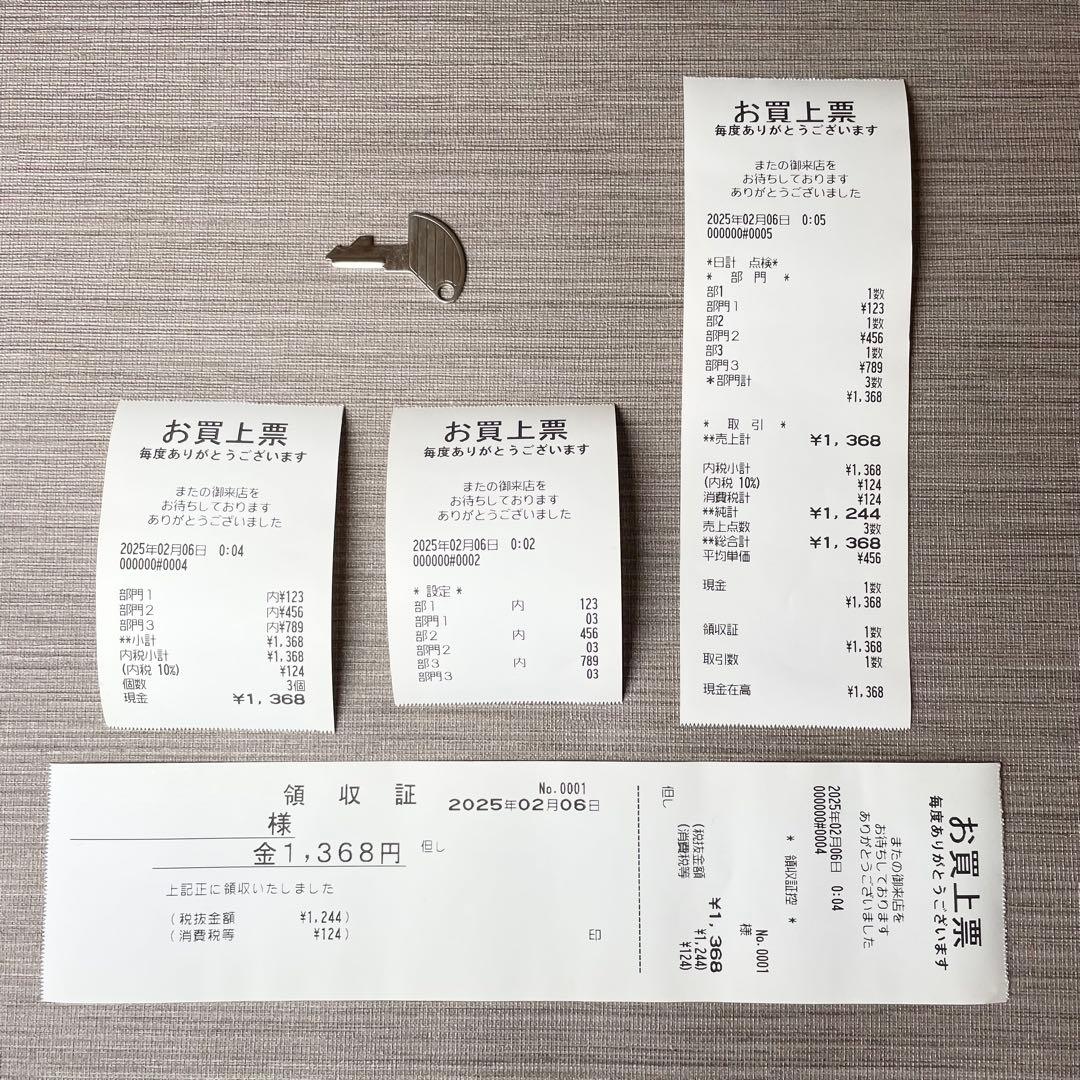 お買上票
毎度ありがとうございます
またの御来店を
お待ちしております
ありがとうございました
2025年02月06日 0:04
000000#0004
部門1 内¥123
部門2 内¥456
部門3 内¥789
**小計 ¥1,368
内税小計 ¥1,368
(内税 10%) ¥124
個数 3個
現金 ¥1,368
お買上票
毎度ありがとうございます
またの御来店を
お待ちしております
ありがとうございました
2025年02月06日 0:02
000000#0002
* 設定 *
部1 内 123
部門1 03
部2 内 456
部門2 03
部3 内 789
部門3 03
お買上票
毎度ありがとうございます
またの御来店を
お待ちしております
ありがとうございました
2025年02月06日 0:05
000000#0005
*日計 点検*
* 部 門 *
部1 1数
部門1 ¥123
部2 1数
部門2 ¥456
部3 1数
部門3 ¥789
*部門計 3数
¥1,368
* 取 引 *
**売上計 ¥1,368
内税小計 ¥1,368
(内税 10%) ¥124
消費税計 ¥124
**純計 ¥1,244
売上点数 3数
**総合計 ¥1,368
平均単価 ¥456
現金 1数
¥1,368
領収証 1数
¥1,368
取引数 1数
現金在高 ¥1,368
領 収 証
No.0001
2025年02月06日
様
金1,368円 但し
上記正に領収いたしました
(税抜金額 ¥1,244)
(消費税等 ¥124)
印
お買上票
毎度ありがとうございます
またの御来店を
お待ちしております
ありがとうございました
2025年02月06日 0:04
000000#0004
* 領収証控 *
No.0001
様
¥1,368
(税抜金額 ¥1,244)
(消費税等 ¥124)
但し